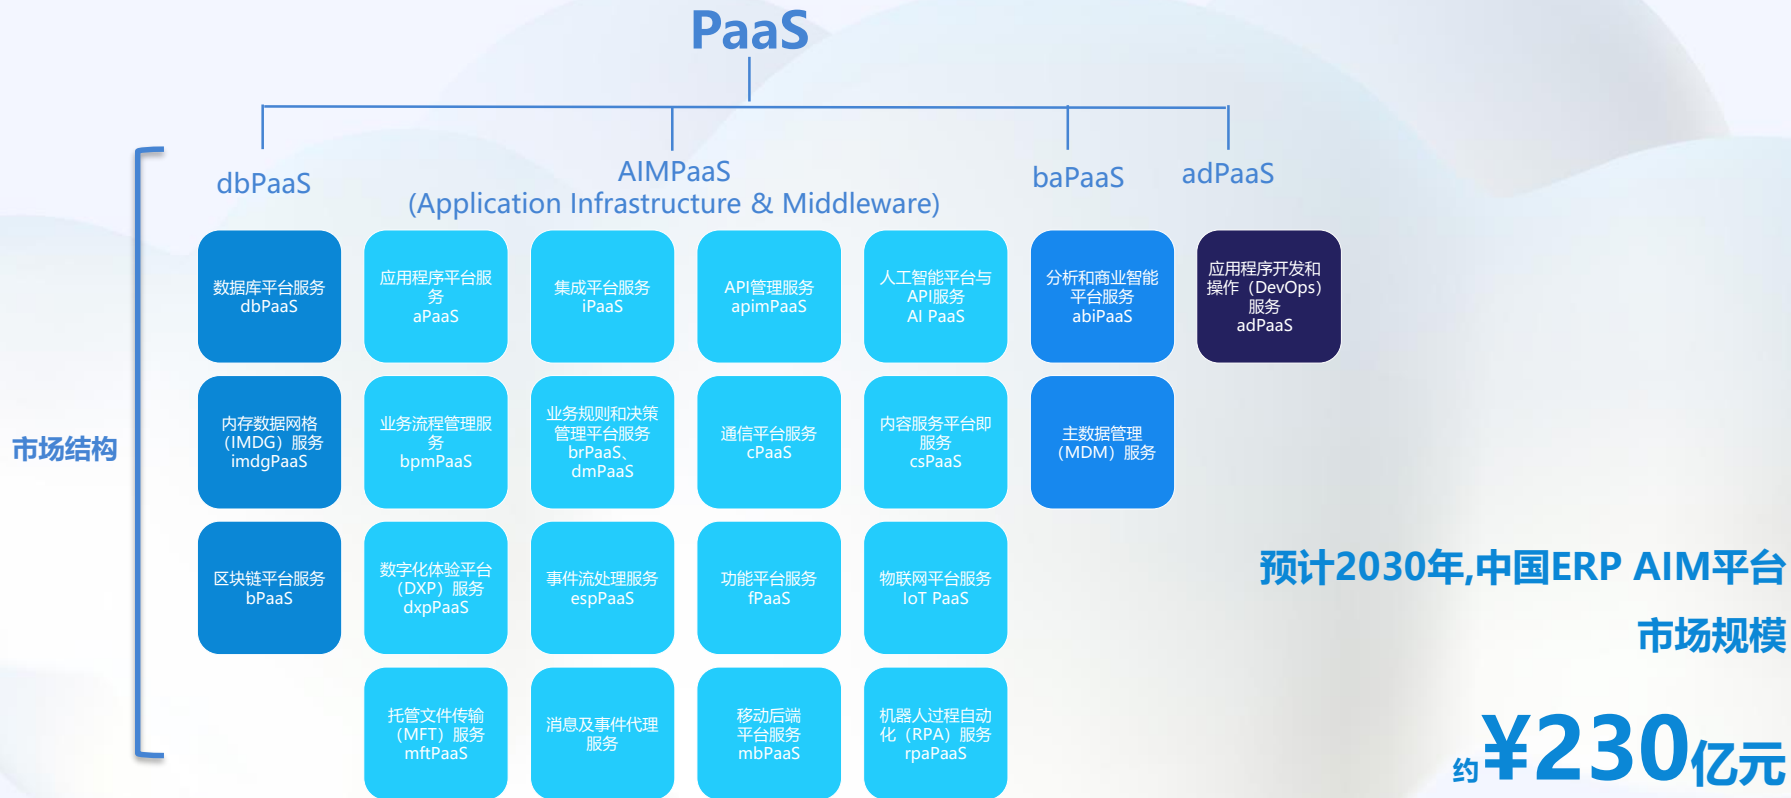 PaaS
dbPaaS
AIMPaaS
(Application Infrastructure & Middleware)
baPaaS
adPaaS
市场结构
数据库平台服务
dbPaaS
应用程序平台服
务
aPaaS
集成平台服务
iPaaS
API管理服务
apimPaaS
人工智能平台与
API服务
AI PaaS
分析和商业智能
平台服务
abiPaaS
应用程序开发和
操作（DevOps）
服务
adPaaS
内存数据网格
（IMDG）服务
imdgPaaS
业务流程管理服
务
bpmPaaS
业务规则和决策
管理平台服务
brPaaS、
dmPaaS
通信平台服务
cPaaS
内容服务平台即
服务
csPaaS
主数据管理
（MDM）服务
区块链平台服务
bPaaS
数字化体验平台
（DXP）服务
dxpPaaS
事件流处理服务
espPaaS
功能平台服务
fPaaS
物联网平台服务
IoT PaaS
托管文件传输
（MFT）服务
mftPaaS
消息及事件代理
服务
移动后端
平台服务
mbPaaS
机器人过程自动
化（RPA）服务
rpaPaaS
预计2030年,中国ERP AIM平台
市场规模
约¥230亿元